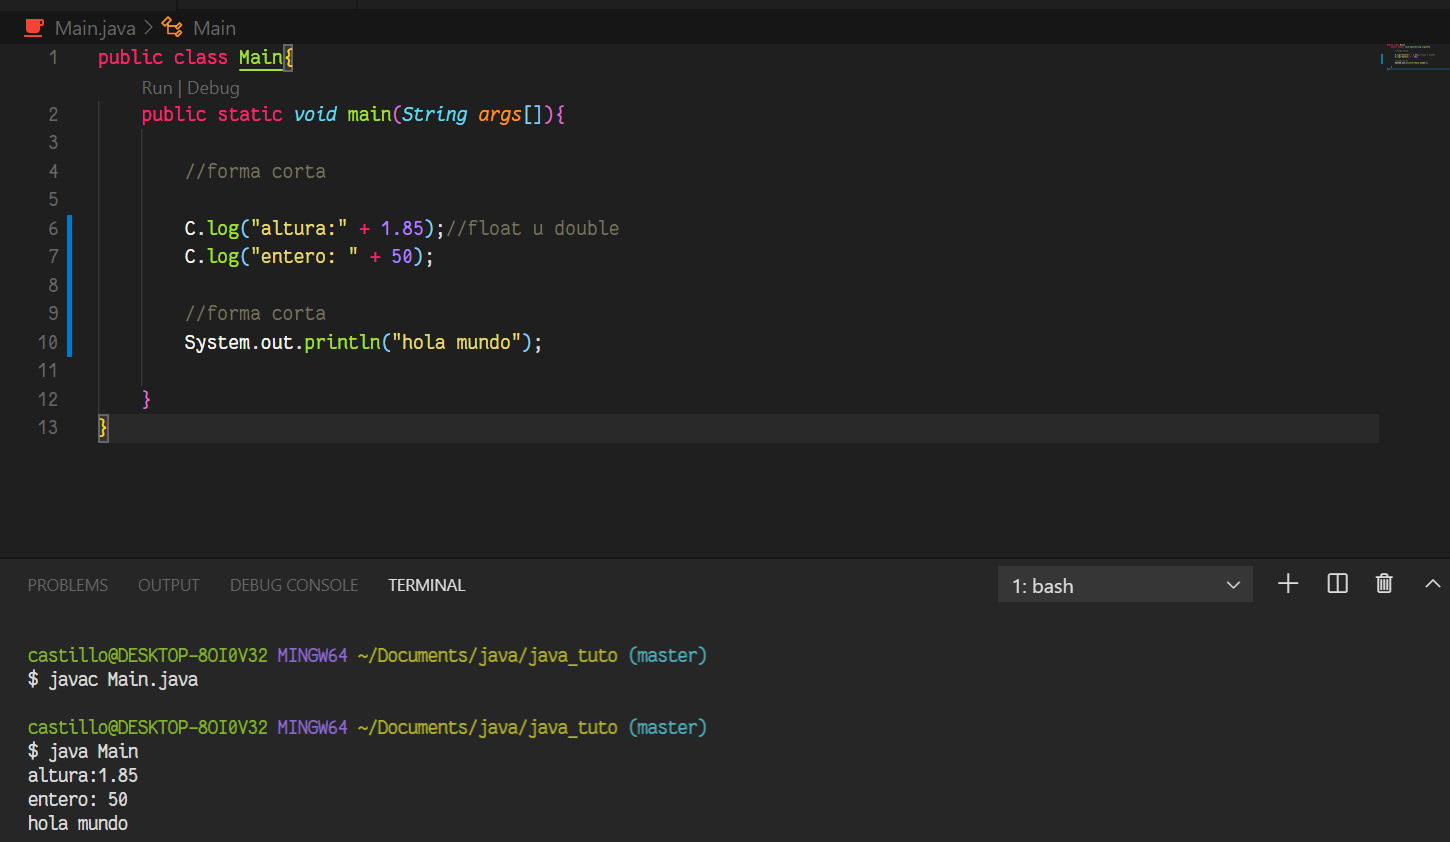 Main.java > Main
1 public class Main{
Run | Debug
2 public static void main(String args[]){
3
4 //forma corta
5
6 C.log("altura:" + 1.85);//float u double
7 C.log("entero: " + 50);
8
9 //forma corta
10 System.out.println("hola mundo");
11
12 }
13 }
PROBLEMS OUTPUT DEBUG CONSOLE TERMINAL 1: bash
castillo@DESKTOP-8OI0V32 MINGW64 ~/Documents/java/java_tuto (master)
$ javac Main.java
castillo@DESKTOP-8OI0V32 MINGW64 ~/Documents/java/java_tuto (master)
$ java Main
altura:1.85
entero: 50
hola mundo